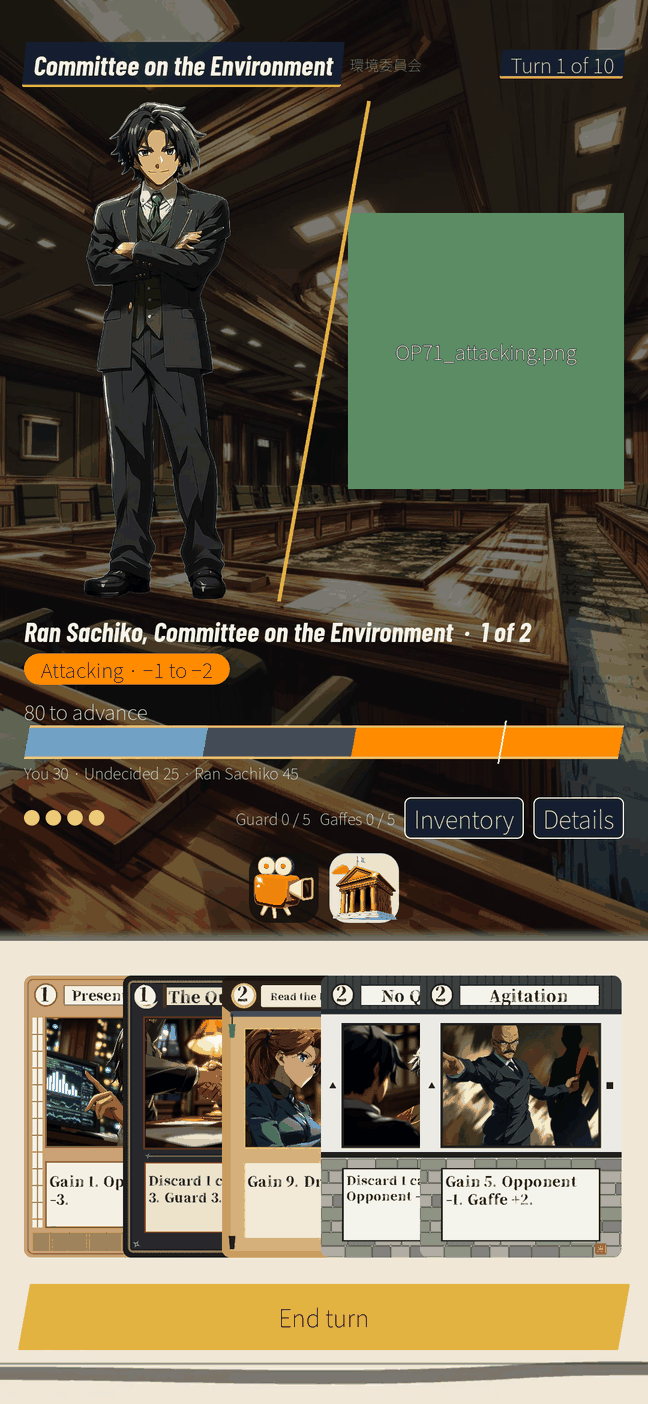 Committee on the Environment 環境委員会 Turn 1 of 10
OP71_attacking.png
Ran Sachiko, Committee on the Environment · 1 of 2
Attacking · −1 to −2
80 to advance
You 30 · Undecided 25 · Ran Sachiko 45
Guard 0 / 5 Gaffes 0 / 5 Inventory Details
1 Present
Gain 1. Op
-3.
1 The Qu
Discard 1 c
3. Guard 3.
2 Read the
Gain 9. Dr
2 No Q
Discard 1 ca
Opponent -
2 Agitation
Gain 5. Opponent
-1. Gaffe +2.
End turn